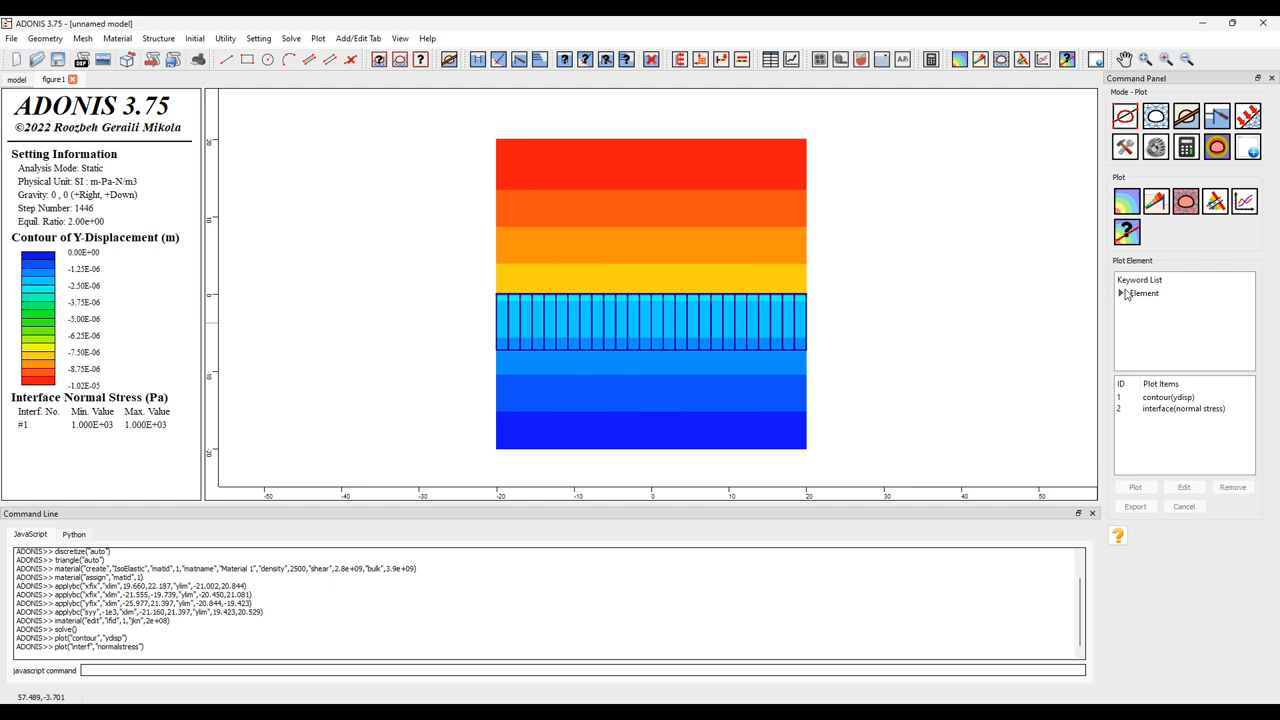 ADONIS 3.75 - [unnamed model]
File Geometry Mesh Material Structure Initial Utility Setting Solve Plot Add/Edit Tab View Help
model figure1
ADONIS 3.75
©2022 Roozbeh Geraili Mikola
Setting Information
Analysis Mode: Static
Physical Unit: SI : m-Pa-N/m3
Gravity: 0 , 0 (+Right, +Down)
Step Number: 1446
Equil. Ratio: 2.00e+00
Contour of Y-Displacement (m)
0.00E+00
-1.25E-06
-2.50E-06
-3.75E-06
-5.00E-06
-6.25E-06
-7.50E-06
-8.75E-06
-1.02E-05
Interface Normal Stress (Pa)
Interf. No. Min. Value Max. Value
#1 1.000E+03 1.000E+03
20
10
0
-10
-20
-50 -40 -30 -20 -10 0 10 20 30 40 50
Command Panel
Mode - Plot
Plot
Plot Element
Keyword List
Element
ID Plot Items
1 contour(ydisp)
2 interface(normal stress)
Plot Edit Remove
Export Cancel
Command Line
JavaScript Python
ADONIS>> discretize("auto")
ADONIS>> triangle("auto")
ADONIS>> material("create","IsoElastic","matid",1,"matname","Material 1","density",2500,"shear",2.8e+09,"bulk",3.9e+09)
ADONIS>> material("assign","matid",1)
ADONIS>> applybc("xfix","xlim",19.660,22.187,"ylim",-21.002,20.844)
ADONIS>> applybc("xfix","xlim",-21.555,-19.739,"ylim",-20.450,21.081)
ADONIS>> applybc("yfix","xlim",-25.977,21.397,"ylim",-20.844,-19.423)
ADONIS>> applybc("syy",-1e3,"xlim",-21.160,21.397,"ylim",19.423,20.529)
ADONIS>> imaterial("edit","ifid",1,"jkn",2e+08)
ADONIS>> solve()
ADONIS>> plot("contour","ydisp")
ADONIS>> plot("interf","normalstress")
javascript command
57.489,-3.701